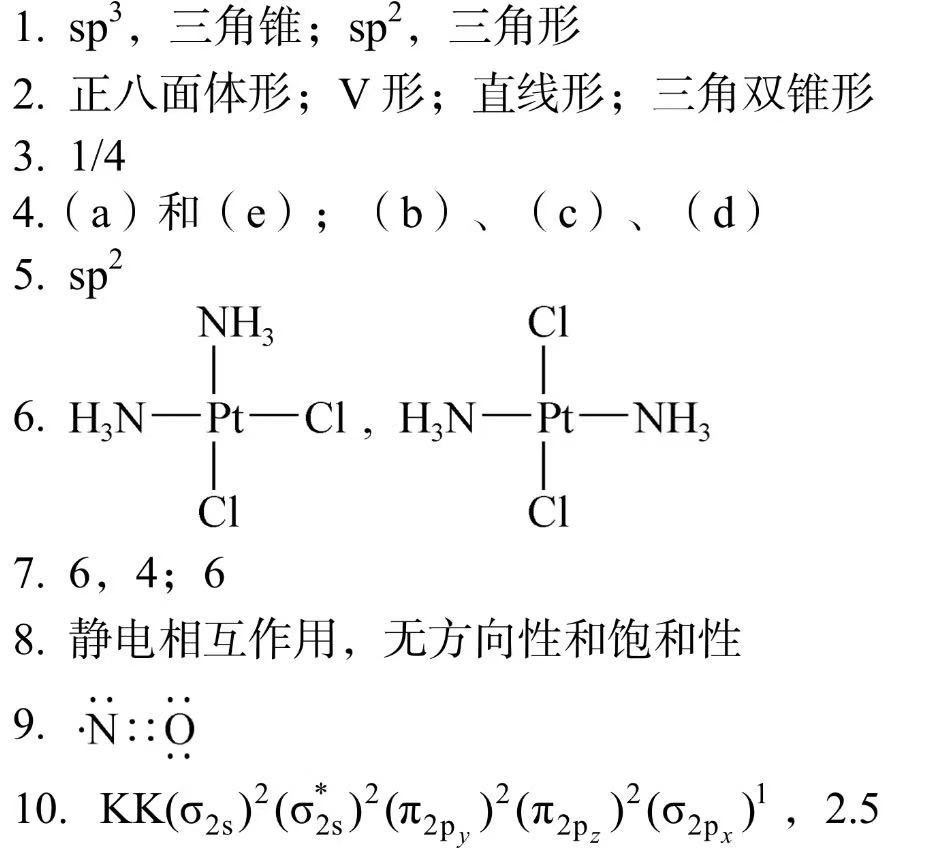 1. sp³，三角锥；sp²，三角形
2. 正八面体形；V 形；直线形；三角双锥形
3. 1/4
4.（a）和（e）；（b）、（c）、（d）
5. sp²
NH₃ Cl
6. H₃N—Pt—Cl，H₃N—Pt—NH₃
Cl Cl
7. 6，4；6
8. 静电相互作用，无方向性和饱和性
9. ·N̈::Ö̤
10. KK(σ₂ₛ)²(σ*₂ₛ)²(π₂p_y)²(π₂p_z)²(σ₂p_x)¹，2.5